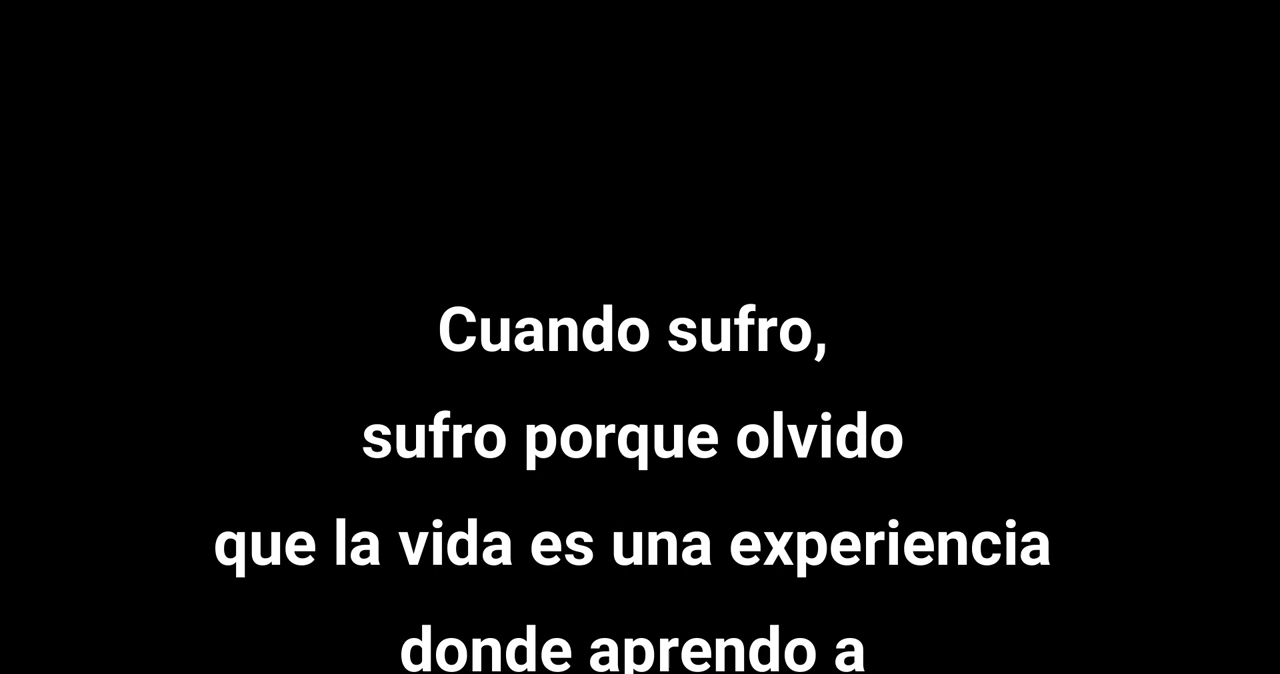 Cuando sufro,
sufro porque olvido
que la vida es una experiencia
donde aprendo a